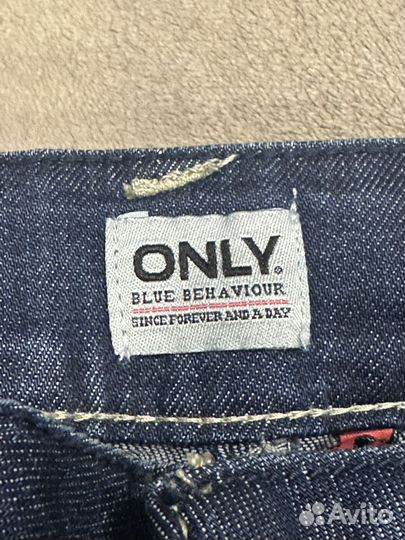 ONLY.
BLUE BEHAVIOUR
SINCE FOREVER AND A DAY
Avito